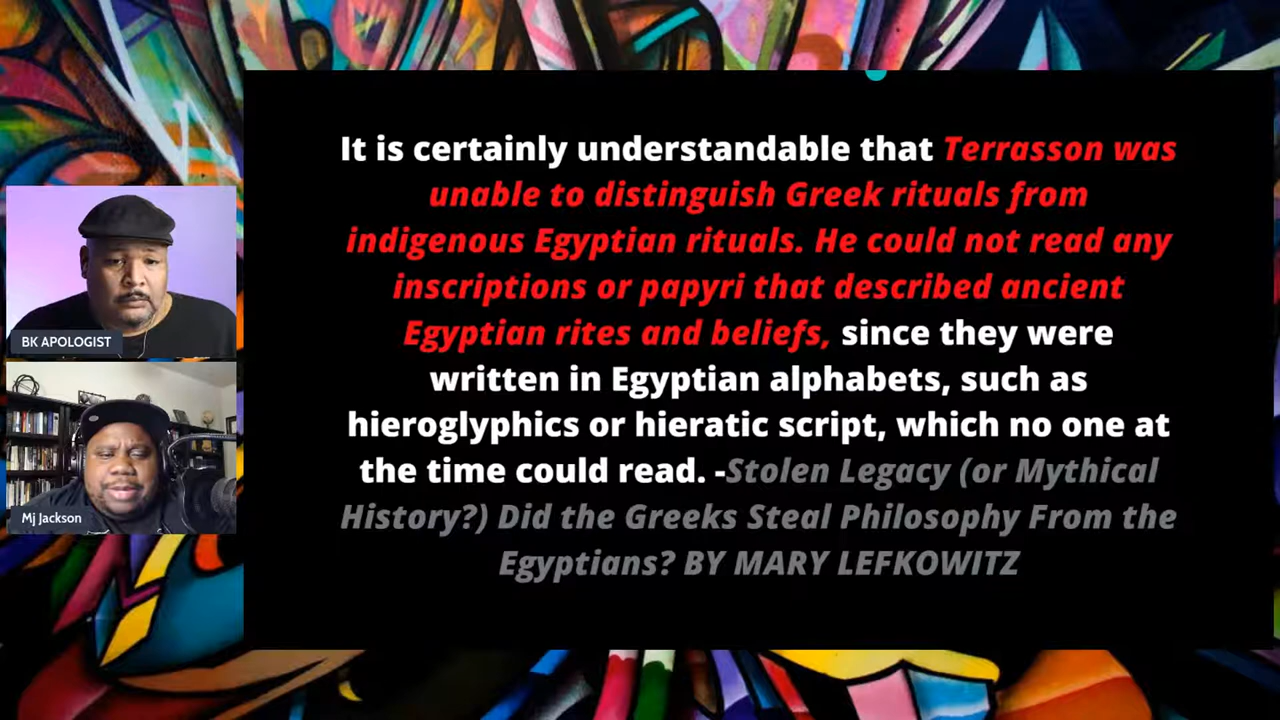 It is certainly understandable that Terrasson was
unable to distinguish Greek rituals from
indigenous Egyptian rituals. He could not read any
inscriptions or papyri that described ancient
Egyptian rites and beliefs, since they were
written in Egyptian alphabets, such as
hieroglyphics or hieratic script, which no one at
the time could read. -Stolen Legacy (or Mythical
History?) Did the Greeks Steal Philosophy From the
Egyptians? BY MARY LEFKOWITZ
BK APOLOGIST
Mj Jackson